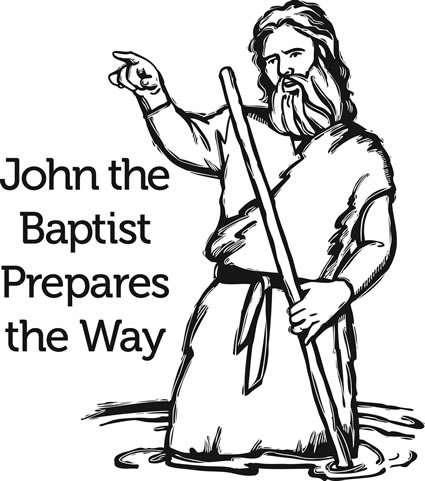 John the
Baptist
Prepares
the Way